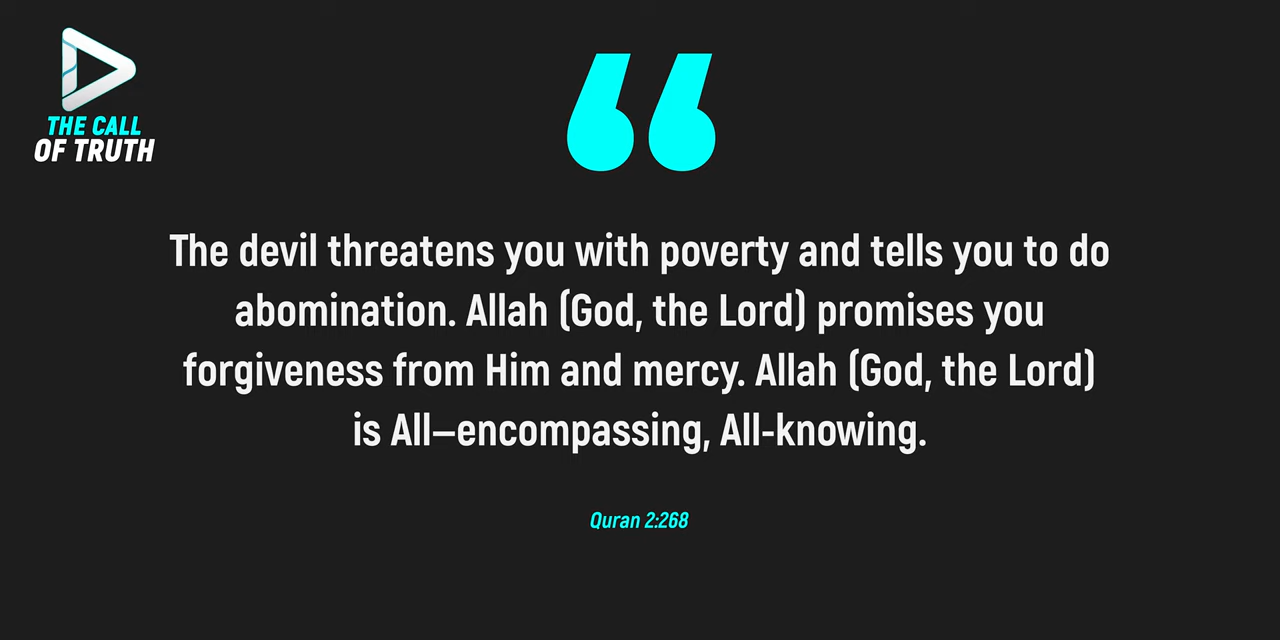 THE CALL
OF TRUTH
The devil threatens you with poverty and tells you to do
abomination. Allah (God, the Lord) promises you
forgiveness from Him and mercy. Allah (God, the Lord)
is All–encompassing, All-knowing.
Quran 2:268